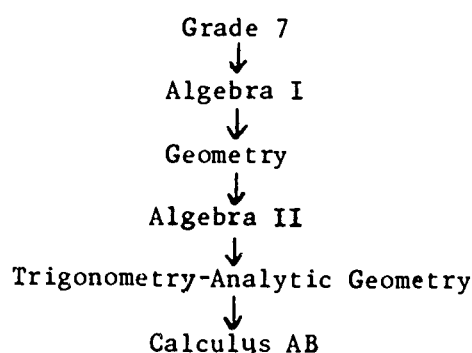 Grade 7
Algebra I
Geometry
Algebra II
Trigonometry-Analytic Geometry
Calculus AB